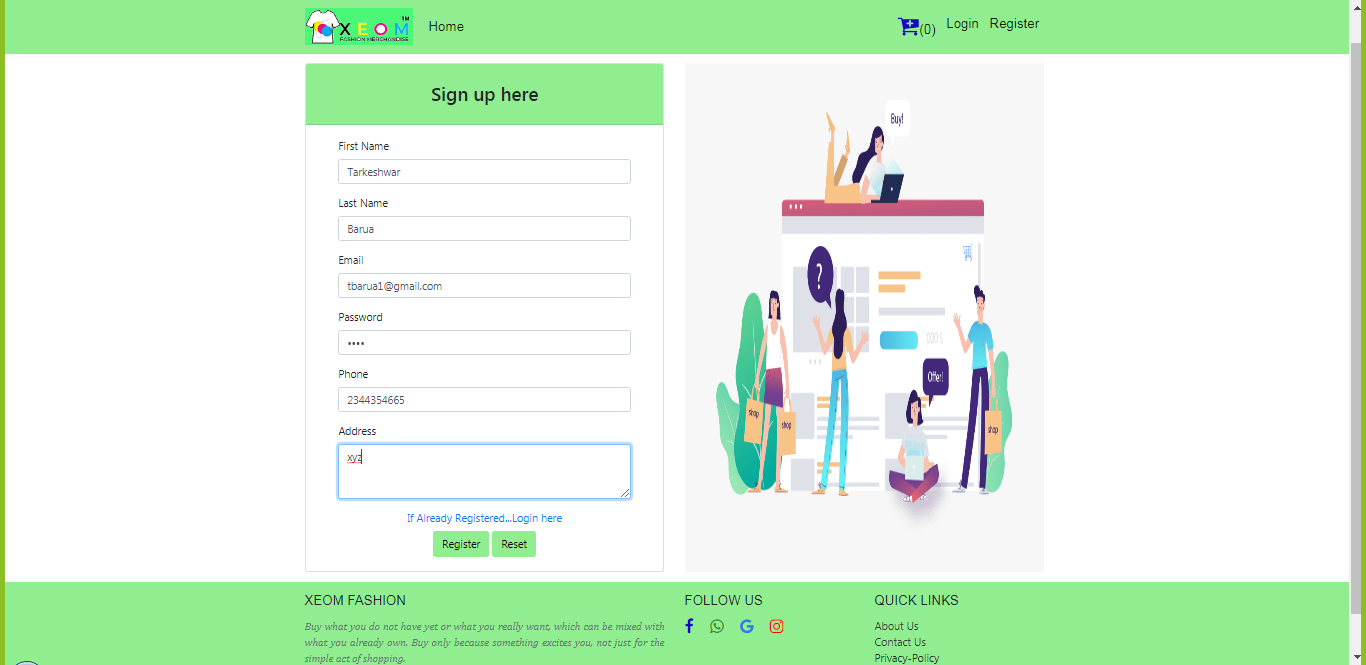 XEOM TM
FASHION MERCHANDISE
Home
(0) Login Register
Sign up here
First Name
Tarkeshwar
Last Name
Barua
Email
tbarua1@gmail.com
Password
••••
Phone
2344354665
Address
xyz
If Already Registered...Login here
Register Reset
Buy!
?
000 $
Offer!
shop
shop
shop
XEOM FASHION
Buy what you do not have yet or what you really want, which can be mixed with
what you already own. Buy only because something excites you, not just for the
simple act of shopping.
FOLLOW US
QUICK LINKS
About Us
Contact Us
Privacy-Policy